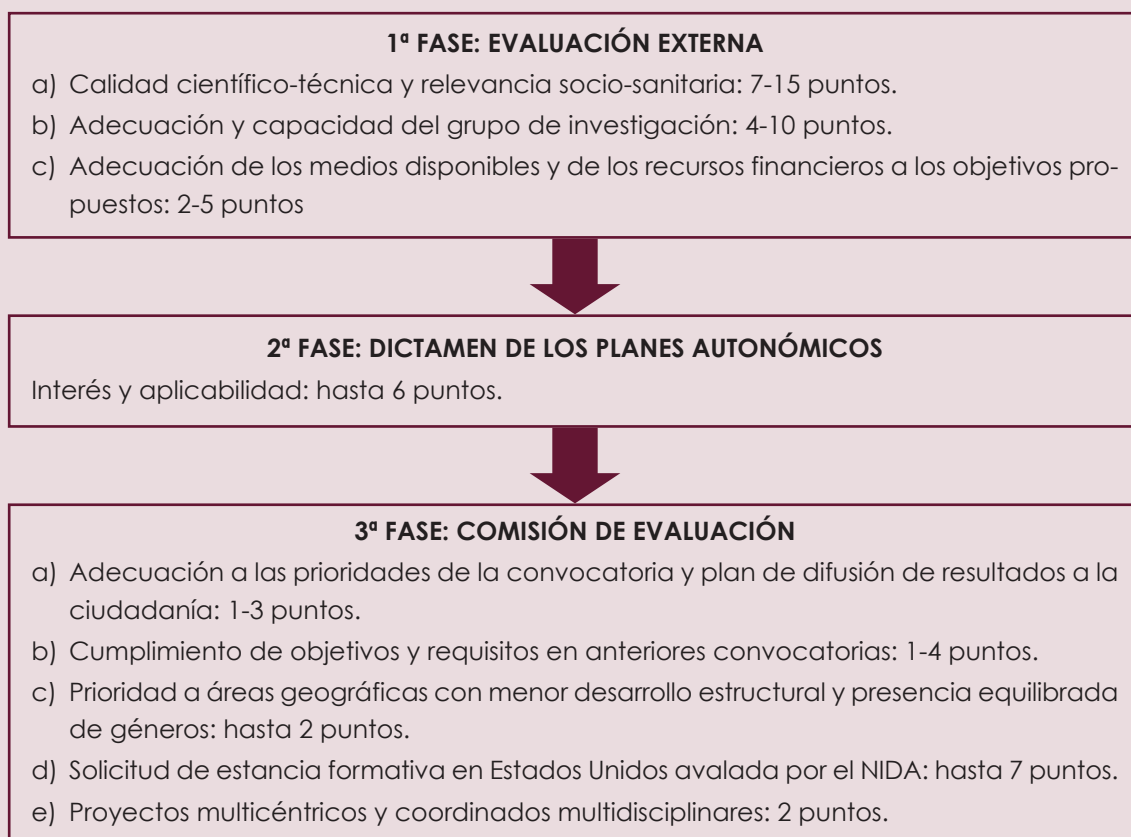 1ª FASE: EVALUACIÓN EXTERNA
a) Calidad científico-técnica y relevancia socio-sanitaria: 7-15 puntos.
b) Adecuación y capacidad del grupo de investigación: 4-10 puntos.
c) Adecuación de los medios disponibles y de los recursos financieros a los objetivos pro-
puestos: 2-5 puntos
2ª FASE: DICTAMEN DE LOS PLANES AUTONÓMICOS
Interés y aplicabilidad: hasta 6 puntos.
3ª FASE: COMISIÓN DE EVALUACIÓN
a) Adecuación a las prioridades de la convocatoria y plan de difusión de resultados a la
ciudadanía: 1-3 puntos.
b) Cumplimiento de objetivos y requisitos en anteriores convocatorias: 1-4 puntos.
c) Prioridad a áreas geográficas con menor desarrollo estructural y presencia equilibrada
de géneros: hasta 2 puntos.
d) Solicitud de estancia formativa en Estados Unidos avalada por el NIDA: hasta 7 puntos.
e) Proyectos multicéntricos y coordinados multidisciplinares: 2 puntos.